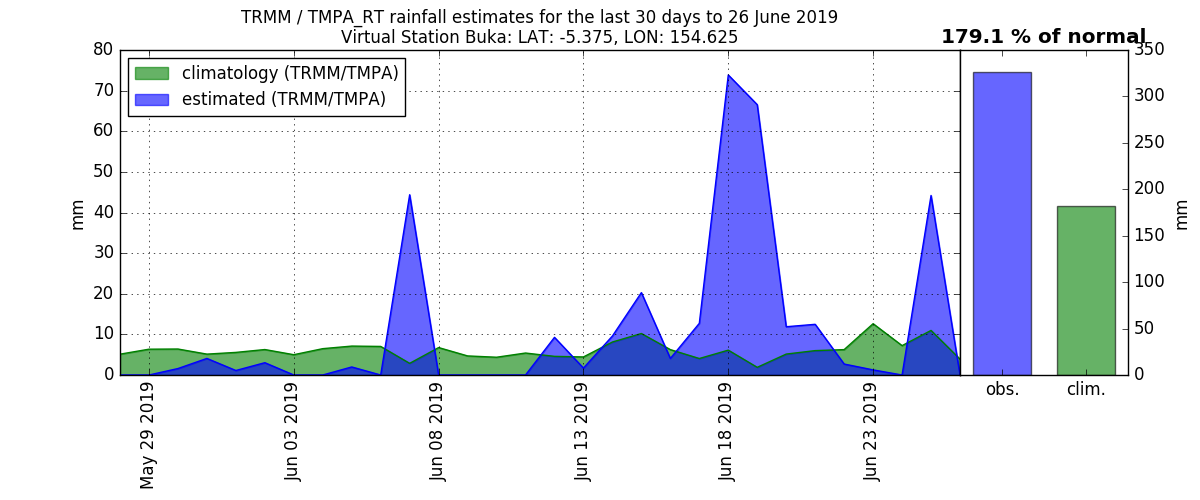 TRMM / TMPA_RT rainfall estimates for the last 30 days to 26 June 2019
Virtual Station Buka: LAT: -5.375, LON: 154.625
179.1 % of normal
climatology (TRMM/TMPA)
estimated (TRMM/TMPA)
80
70
60
50
40
30
20
10
0
mm
May 29 2019
Jun 03 2019
Jun 08 2019
Jun 13 2019
Jun 18 2019
Jun 23 2019
obs.
clim.
350
300
250
200
150
100
50
0
mm